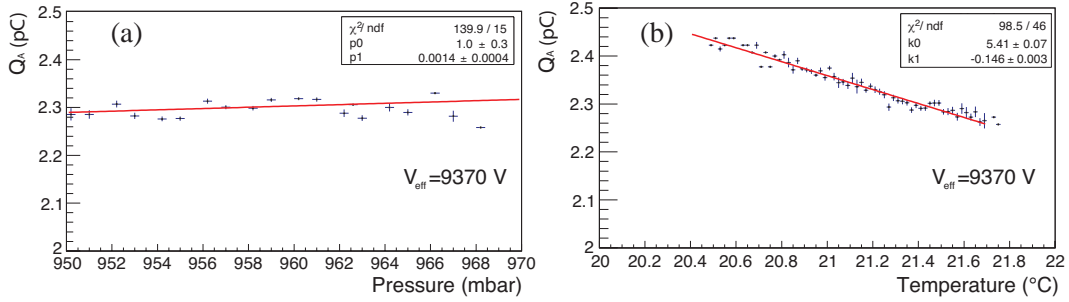 (a)
χ²/ ndf 139.9 / 15
p0 1.0 ± 0.3
p1 0.0014 ± 0.0004
Q_A (pC)
2.5
2.4
2.3
2.2
2.1
2
V_eff=9370 V
950 952 954 956 958 960 962 964 966 968 970
Pressure (mbar)
(b)
χ²/ ndf 98.5 / 46
k0 5.41 ± 0.07
k1 -0.146 ± 0.003
Q_A (pC)
2.5
2.4
2.3
2.2
2.1
2
V_eff=9370 V
20 20.2 20.4 20.6 20.8 21 21.2 21.4 21.6 21.8 22
Temperature (°C)